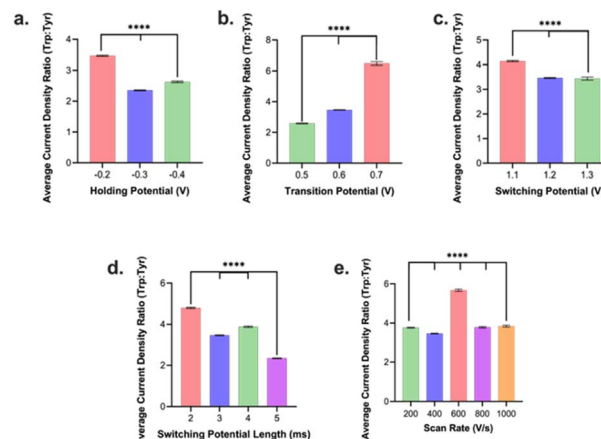 a.
Average Current Density Ratio (Trp:Tyr)
4
3
2
1
0
****
-0.2 -0.3 -0.4
Holding Potential (V)
b.
Average Current Density Ratio (Trp:Tyr)
8
6
4
2
0
****
0.5 0.6 0.7
Transition Potential (V)
c.
Average Current Density Ratio (Trp:Tyr)
5
4
3
2
1
0
****
1.1 1.2 1.3
Switching Potential (V
d.
Average Current Density Ratio (Trp:Tyr)
6
4
2
0
****
2 3 4 5
Switching Potential Length (ms)
e.
Average Current Density Ratio (Trp:Tyr)
6
4
2
0
****
200 400 600 800 1000
Scan Rate (V/s)